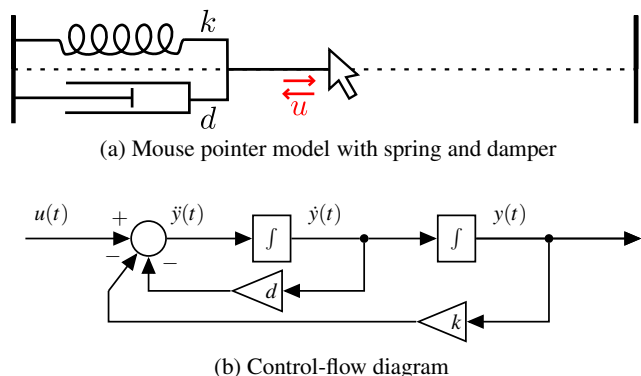 k
u
d
(a) Mouse pointer model with spring and damper
u(t) + ÿ(t) ∫ ẏ(t) ∫ y(t)
− −
d
k
(b) Control-flow diagram